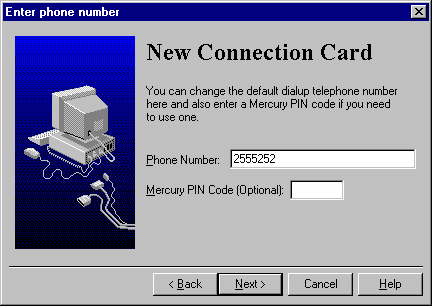 Enter phone number
New Connection Card
You can change the default dialup telephone number
here and also enter a Mercury PIN code if you need
to use one.
Phone Number: 2555252
Mercury PIN Code (Optional):
< Back Next > Cancel Help